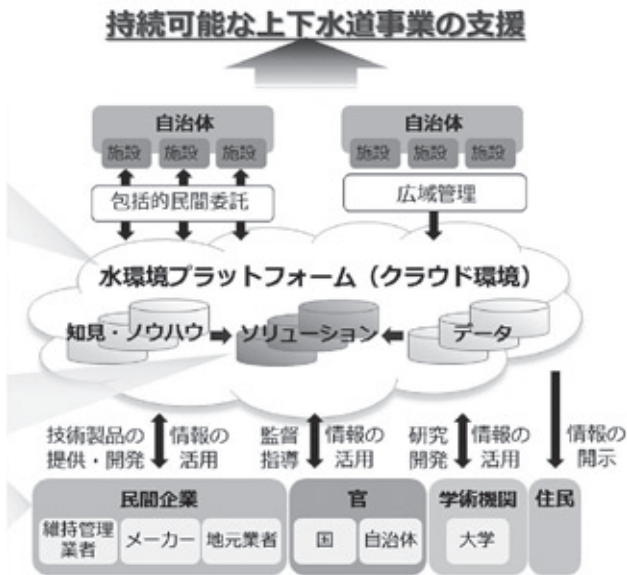 持続可能な上下水道事業の支援
自治体
施設 施設 施設
自治体
施設 施設 施設
包括的民間委託
広域管理
水環境プラットフォーム（クラウド環境）
知見・ノウハウ
ソリューション
データ
技術製品の
提供・開発
情報の
活用
監督
指導
情報の
活用
研究
開発
情報の
活用
情報の
開示
民間企業
維持管理
業者
メーカー
地元業者
官
国
自治体
学術機関
大学
住民